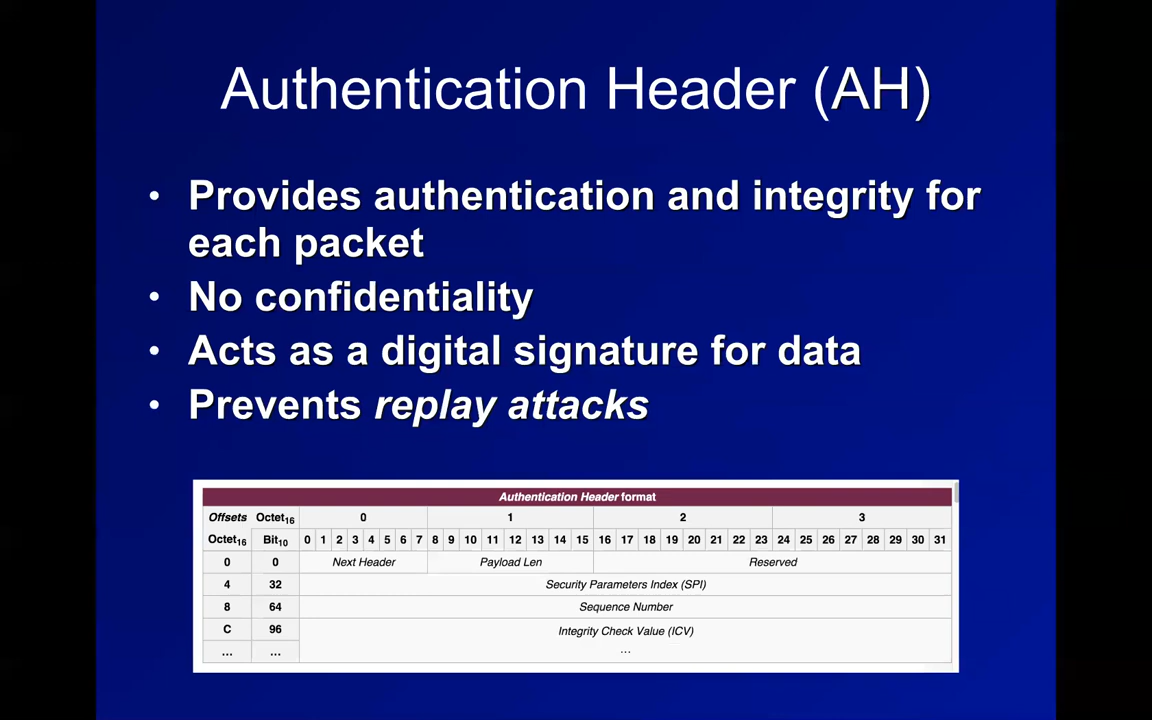 Authentication Header (AH)
• Provides authentication and integrity for
each packet
• No confidentiality
• Acts as a digital signature for data
• Prevents replay attacks
Authentication Header format
Offsets Octet16 0 1 2 3
Octet16 Bit10 0 1 2 3 4 5 6 7 8 9 10 11 12 13 14 15 16 17 18 19 20 21 22 23 24 25 26 27 28 29 30 31
0 0 Next Header Payload Len Reserved
4 32 Security Parameters Index (SPI)
8 64 Sequence Number
C 96 Integrity Check Value (ICV)
... ... ...